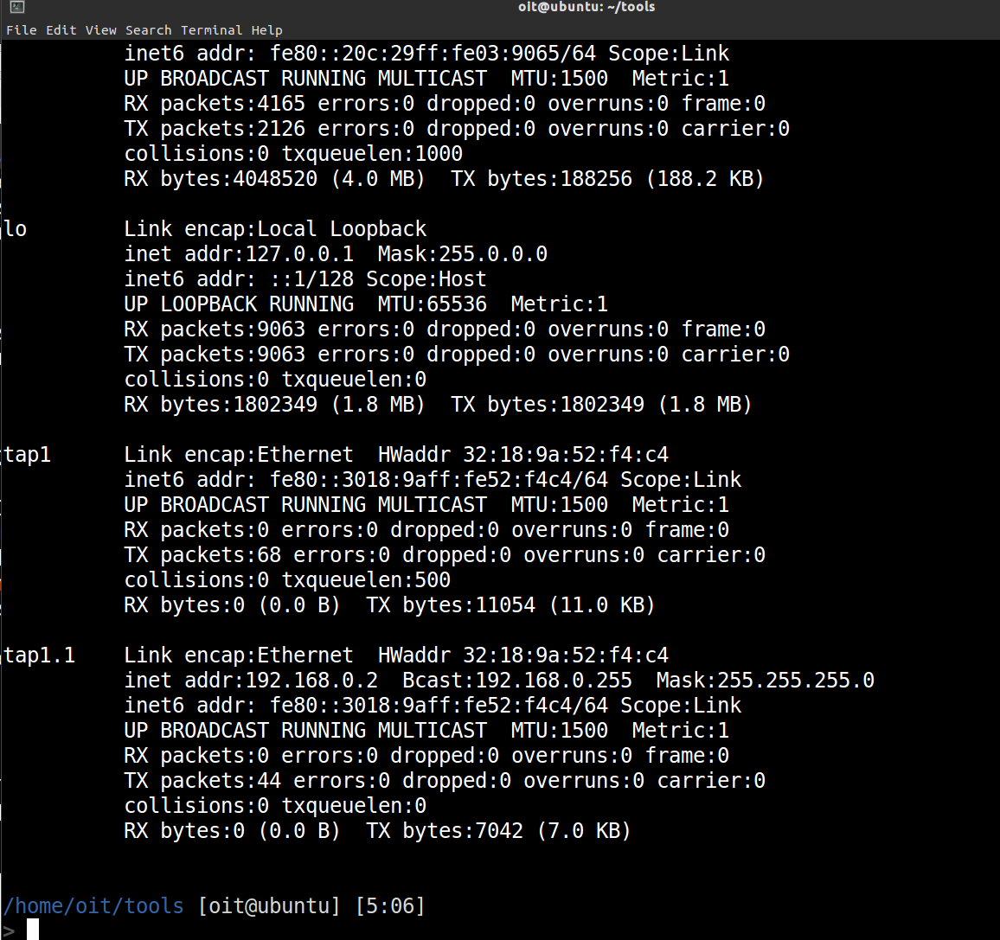 oit@ubuntu: ~/tools
File Edit View Search Terminal Help
inet6 addr: fe80::20c:29ff:fe03:9065/64 Scope:Link
UP BROADCAST RUNNING MULTICAST  MTU:1500  Metric:1
RX packets:4165 errors:0 dropped:0 overruns:0 frame:0
TX packets:2126 errors:0 dropped:0 overruns:0 carrier:0
collisions:0 txqueuelen:1000
RX bytes:4048520 (4.0 MB)  TX bytes:188256 (188.2 KB)
lo        Link encap:Local Loopback
inet addr:127.0.0.1  Mask:255.0.0.0
inet6 addr: ::1/128 Scope:Host
UP LOOPBACK RUNNING  MTU:65536  Metric:1
RX packets:9063 errors:0 dropped:0 overruns:0 frame:0
TX packets:9063 errors:0 dropped:0 overruns:0 carrier:0
collisions:0 txqueuelen:0
RX bytes:1802349 (1.8 MB)  TX bytes:1802349 (1.8 MB)
tap1      Link encap:Ethernet  HWaddr 32:18:9a:52:f4:c4
inet6 addr: fe80::3018:9aff:fe52:f4c4/64 Scope:Link
UP BROADCAST RUNNING MULTICAST  MTU:1500  Metric:1
RX packets:0 errors:0 dropped:0 overruns:0 frame:0
TX packets:68 errors:0 dropped:0 overruns:0 carrier:0
collisions:0 txqueuelen:500
RX bytes:0 (0.0 B)  TX bytes:11054 (11.0 KB)
tap1.1    Link encap:Ethernet  HWaddr 32:18:9a:52:f4:c4
inet addr:192.168.0.2  Bcast:192.168.0.255  Mask:255.255.255.0
inet6 addr: fe80::3018:9aff:fe52:f4c4/64 Scope:Link
UP BROADCAST RUNNING MULTICAST  MTU:1500  Metric:1
RX packets:0 errors:0 dropped:0 overruns:0 frame:0
TX packets:44 errors:0 dropped:0 overruns:0 carrier:0
collisions:0 txqueuelen:0
RX bytes:0 (0.0 B)  TX bytes:7042 (7.0 KB)
/home/oit/tools [oit@ubuntu] [5:06]
>